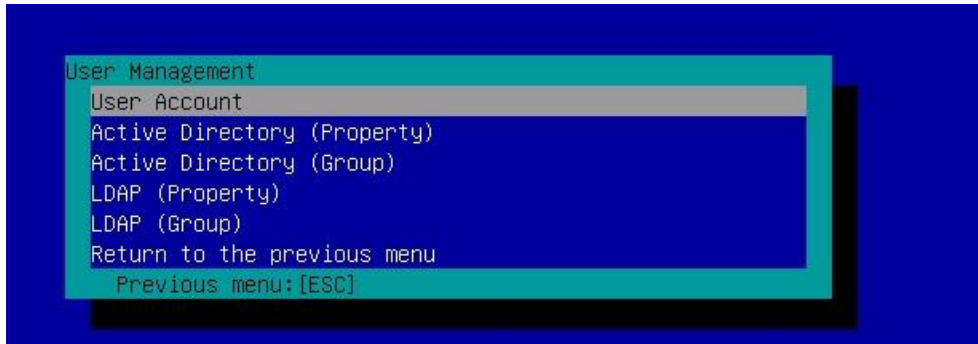 User Management
User Account
Active Directory (Property)
Active Directory (Group)
LDAP (Property)
LDAP (Group)
Return to the previous menu
Previous menu:[ESC]